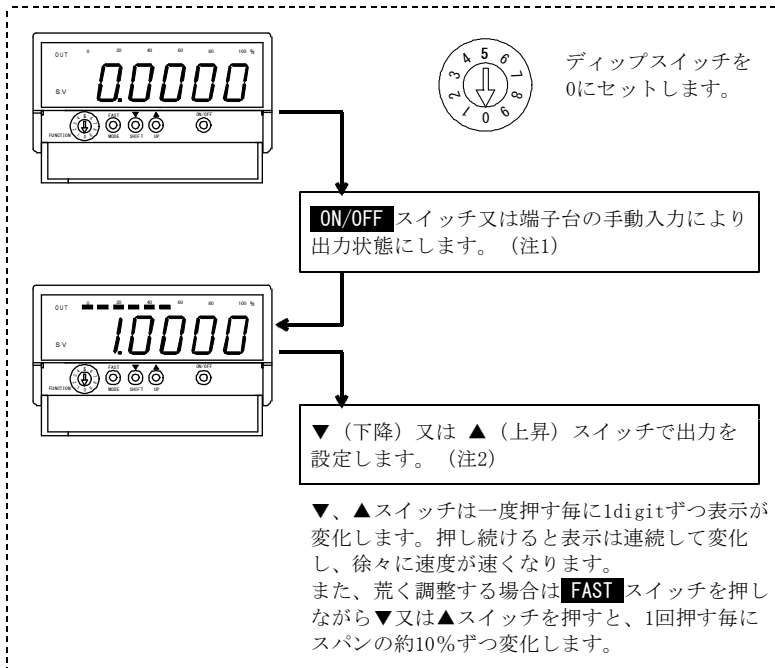 OUT 0 20 40 60 80 100 %
SV 0.0000
FUNCTION FAST MODE ▼ SHIFT ▲ UP ON/OFF
1 2 3 4 5 6 7 8 9 0
ディップスイッチを
0にセットします。
ON/OFF スイッチ又は端子台の手動入力により
出力状態にします。（注1）
OUT 0 20 40 60 80 100 %
SV 1.0000
FUNCTION FAST MODE ▼ SHIFT ▲ UP ON/OFF
▼（下降）又は ▲（上昇）スイッチで出力を
設定します。（注2）
▼、▲スイッチは一度押す毎に1digitずつ表示が
変化します。押し続けると表示は連続して変化
し、徐々に速度が速くなります。
また、荒く調整する場合は FAST スイッチを押し
ながら▼又は▲スイッチを押すと、1回押す毎に
スパンの約10％ずつ変化します。